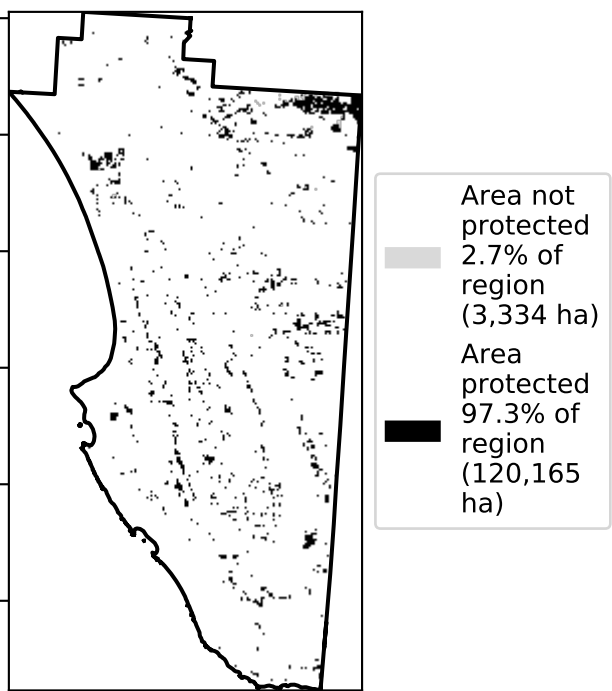 Area not
protected
2.7% of
region
(3,334 ha)
Area
protected
97.3% of
region
(120,165
ha)